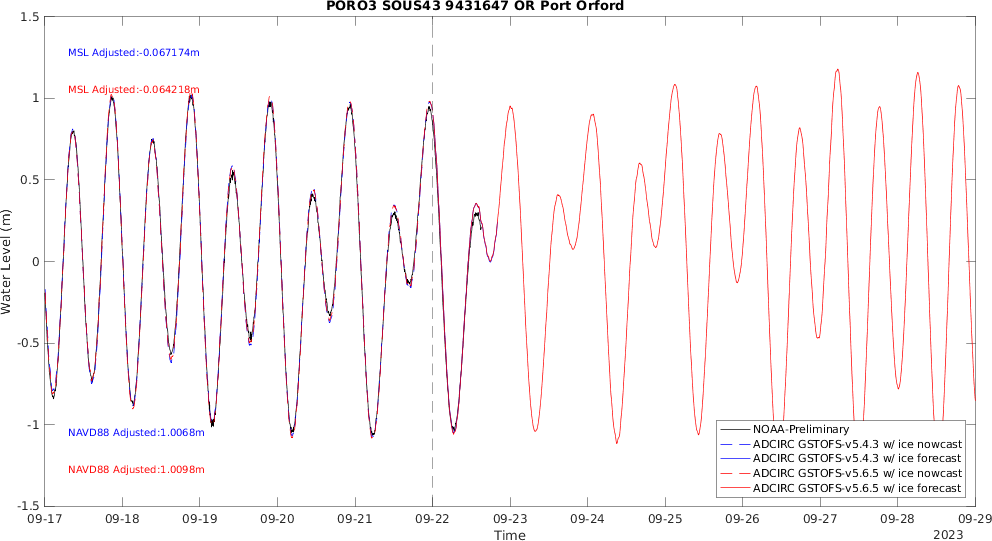 PORO3 SOUS43 9431647 OR Port Orford
1.5
MSL Adjusted:-0.067174m
MSL Adjusted:-0.064218m
1
0.5
Water Level (m)
0
-0.5
-1
NAVD88 Adjusted:1.0068m
NAVD88 Adjusted:1.0098m
NOAA-Preliminary
ADCIRC GSTOFS-v5.4.3 w/ ice nowcast
ADCIRC GSTOFS-v5.4.3 w/ ice forecast
ADCIRC GSTOFS-v5.6.5 w/ ice nowcast
ADCIRC GSTOFS-v5.6.5 w/ ice forecast
-1.5
09-17 09-18 09-19 09-20 09-21 09-22 09-23 09-24 09-25 09-26 09-27 09-28 09-29
Time
2023